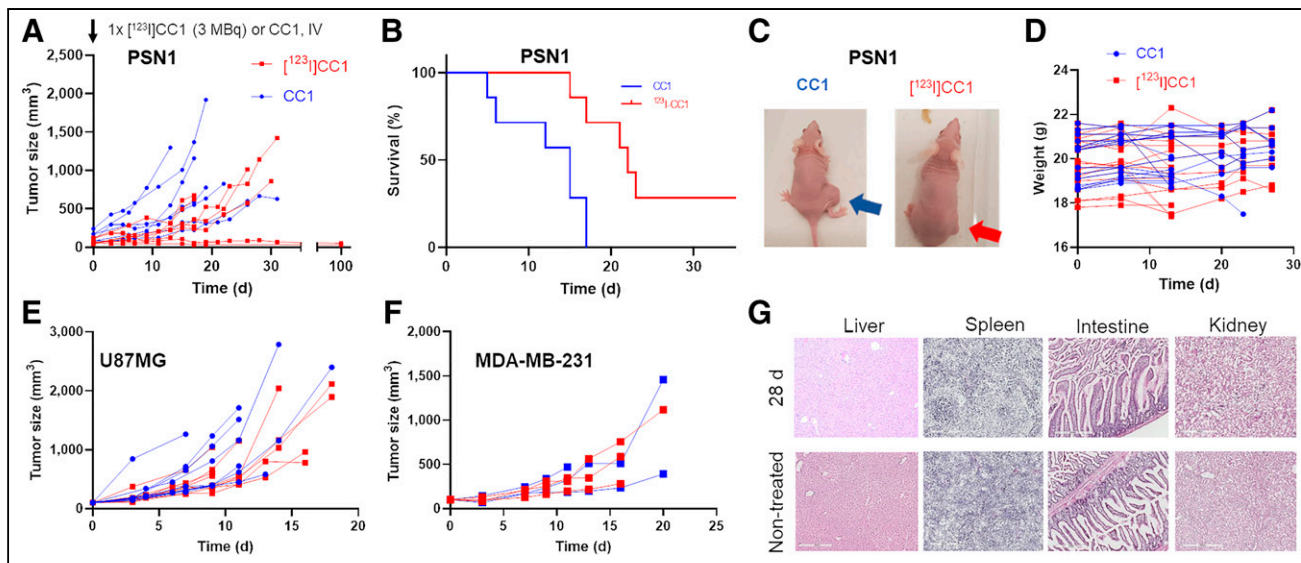 A
1x [¹²³I]CC1 (3 MBq) or CC1, IV
PSN1
[¹²³I]CC1
CC1
Tumor size (mm³)
2,500
2,000
1,500
1,000
500
0
0 10 20 30 100
Time (d)
B
PSN1
CC1
¹²³I-CC1
Survival (%)
100
50
0
0 10 20 30
Time (d)
C
PSN1
CC1
[¹²³I]CC1
D
CC1
[¹²³I]CC1
Weight (g)
24
22
20
18
16
0 10 20 30
Time (d)
E
U87MG
Tumor size (mm³)
3,000
2,000
1,000
0
0 5 10 15 20
Time (d)
F
MDA-MB-231
Tumor size (mm³)
2,000
1,500
1,000
500
0
0 5 10 15 20 25
Time (d)
G
Liver Spleen Intestine Kidney
28 d
Non-treated